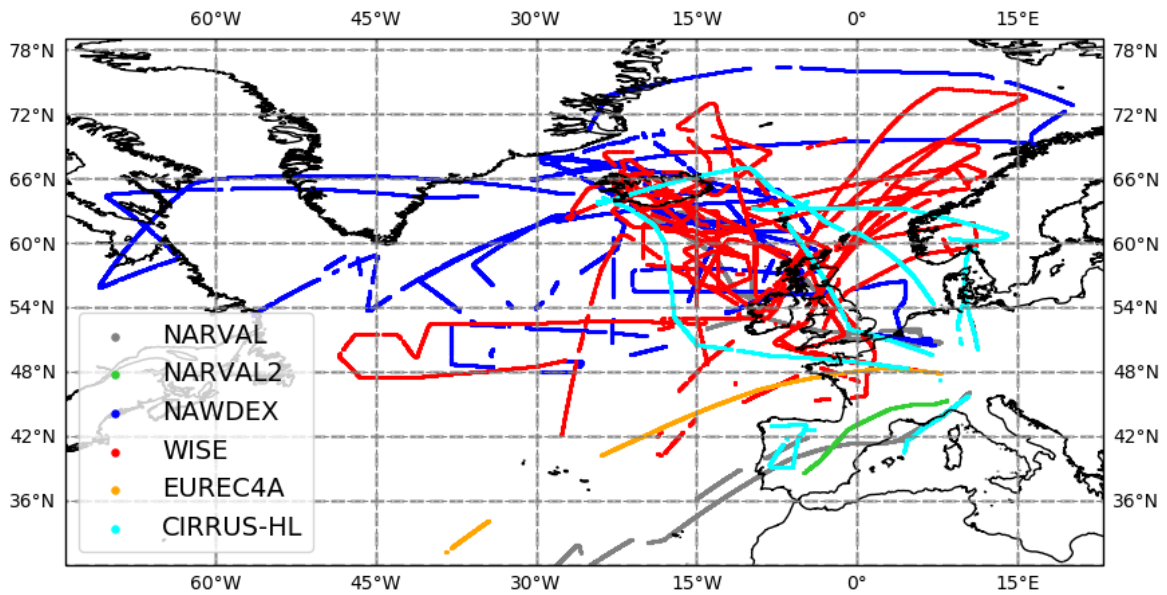 60°W 45°W 30°W 15°W 0° 15°E
78°N 78°N
72°N 72°N
66°N 66°N
60°N 60°N
54°N 54°N
48°N 48°N
42°N 42°N
36°N 36°N
NARVAL
NARVAL2
NAWDEX
WISE
EUREC4A
CIRRUS-HL
60°W 45°W 30°W 15°W 0° 15°E